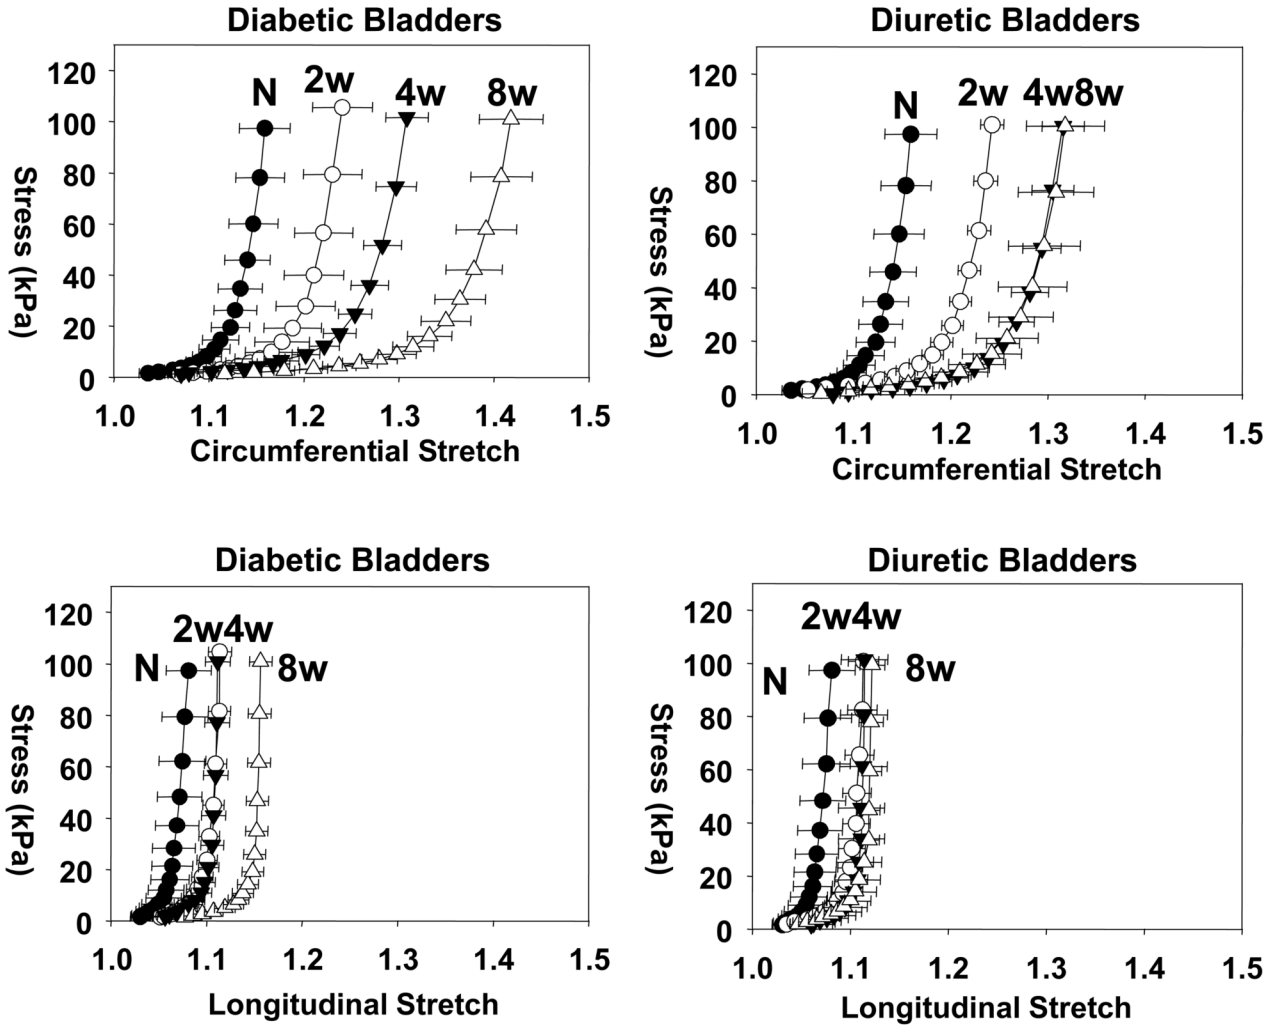 Diabetic Bladders
120
100
80
60
40
20
0
Stress (kPa)
N
2w
4w
8w
1.0 1.1 1.2 1.3 1.4 1.5
Circumferential Stretch
Diuretic Bladders
120
100
80
60
40
20
0
Stress (kPa)
N
2w
4w8w
1.0 1.1 1.2 1.3 1.4 1.5
Circumferential Stretch
Diabetic Bladders
120
100
80
60
40
20
0
Stress (kPa)
2w4w
N
8w
1.0 1.1 1.2 1.3 1.4 1.5
Longitudinal Stretch
Diuretic Bladders
120
100
80
60
40
20
0
Stress (kPa)
2w4w
N
8w
1.0 1.1 1.2 1.3 1.4 1.5
Longitudinal Stretch